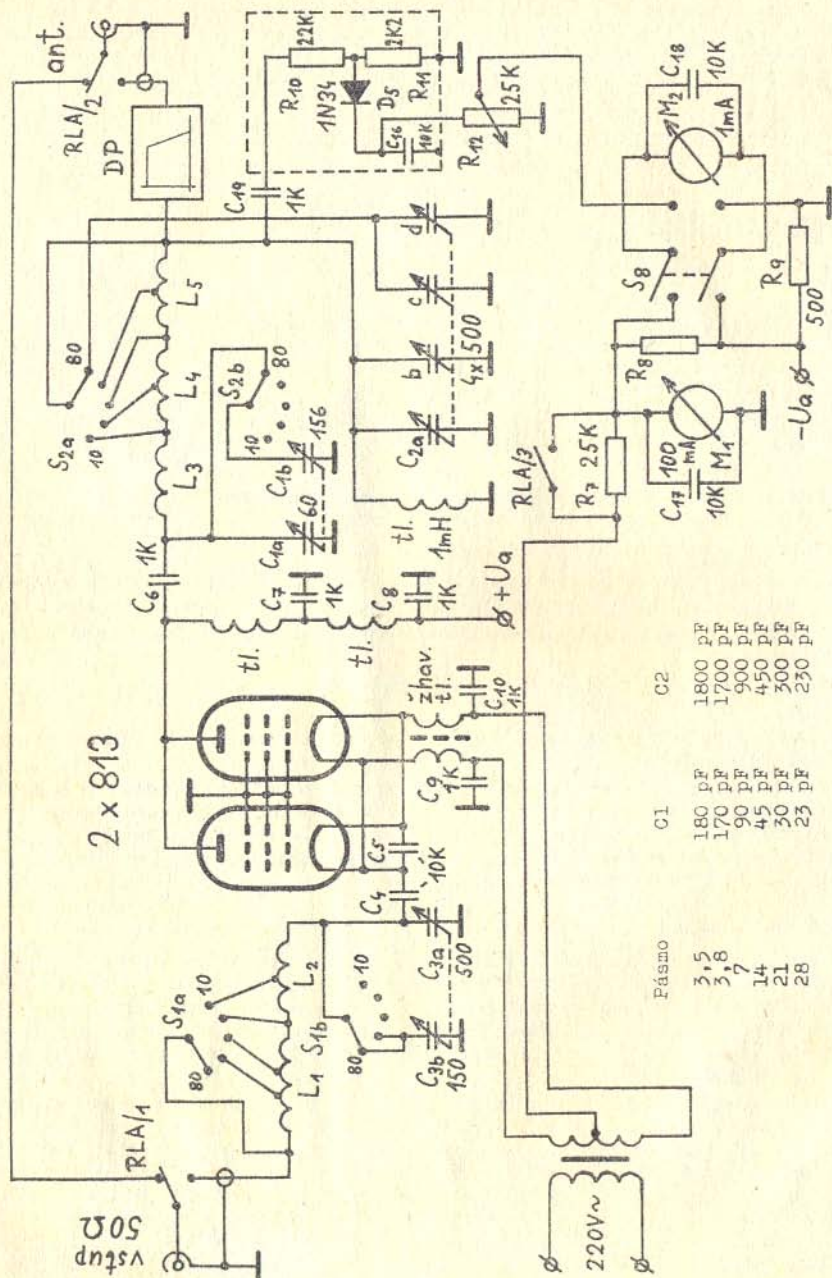 2 x 813
vstup
50Ω
RLA/1
S1a
80
10
L1
L2
S1b
80
10
C3b
150
C3a
500
C4
C5
10K
C9
1K
žhav.
tl.
C10
1K
220V~
tl.
C7
1K
tl.
C8
1K
+Ua
C6
1K
L3
L4
L5
S2a
10
80
C1a
60
C1b
156
S2b
10
80
tl.
1mH
C2a
b
c
d
4x 500
DP
RLA/2
ant.
C19
1K
R10
22K
1N34
D5
R11
2K2
C16
10K
R12
25K
RLA/3
R7 25K
C17
10K
100
mA
M1
R8
S8
-Ua
R9
500
M2
1mA
C18
10K
Pásmo C1 C2
3,5 180 pF 1800 pF
3,8 170 pF 1700 pF
7 90 pF 900 pF
14 45 pF 450 pF
21 30 pF 300 pF
28 23 pF 230 pF